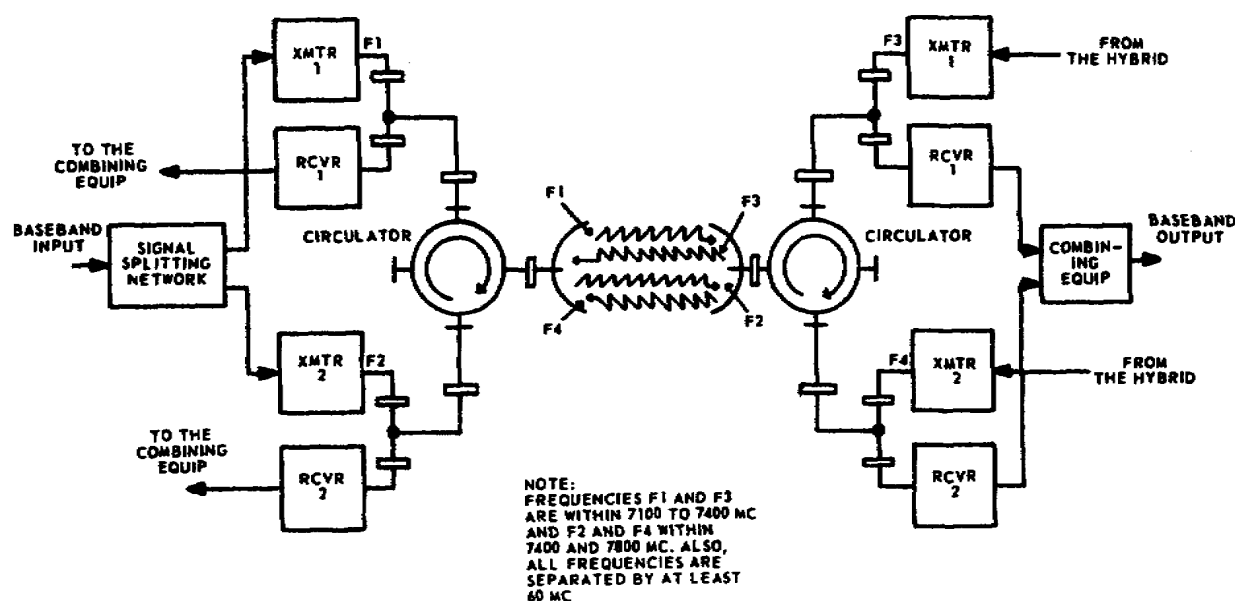 XMTR
1
F1
TO THE
COMBINING
EQUIP
RCVR
1
BASEBAND
INPUT
SIGNAL
SPLITTING
NETWORK
CIRCULATOR
XMTR
2
F2
TO THE
COMBINING
EQUIP
RCVR
2
F1
F3
F4
F2
F3
XMTR
1
FROM
THE HYBRID
RCVR
1
CIRCULATOR
COMBIN-
ING
EQUIP
BASEBAND
OUTPUT
F4
XMTR
2
FROM
THE HYBRID
RCVR
2
NOTE:
FREQUENCIES F1 AND F3
ARE WITHIN 7100 TO 7400 MC
AND F2 AND F4 WITHIN
7400 AND 7800 MC. ALSO,
ALL FREQUENCIES ARE
SEPARATED BY AT LEAST
60 MC